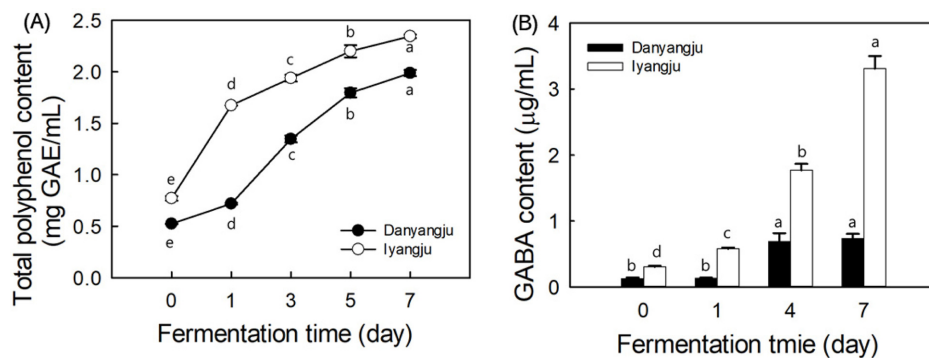 (A)
Total polyphenol content
(mg GAE/mL)
2.5
2.0
1.5
1.0
0.5
0.0
e
d
c
b
a
e
d
c
b
a
Danyangju
Iyangju
0 1 3 5 7
Fermentation time (day)
(B)
GABA content (μg/mL)
4
3
2
1
0
Danyangju
Iyangju
b d
b c
a b
a a
0 1 4 7
Fermentation tmie (day)